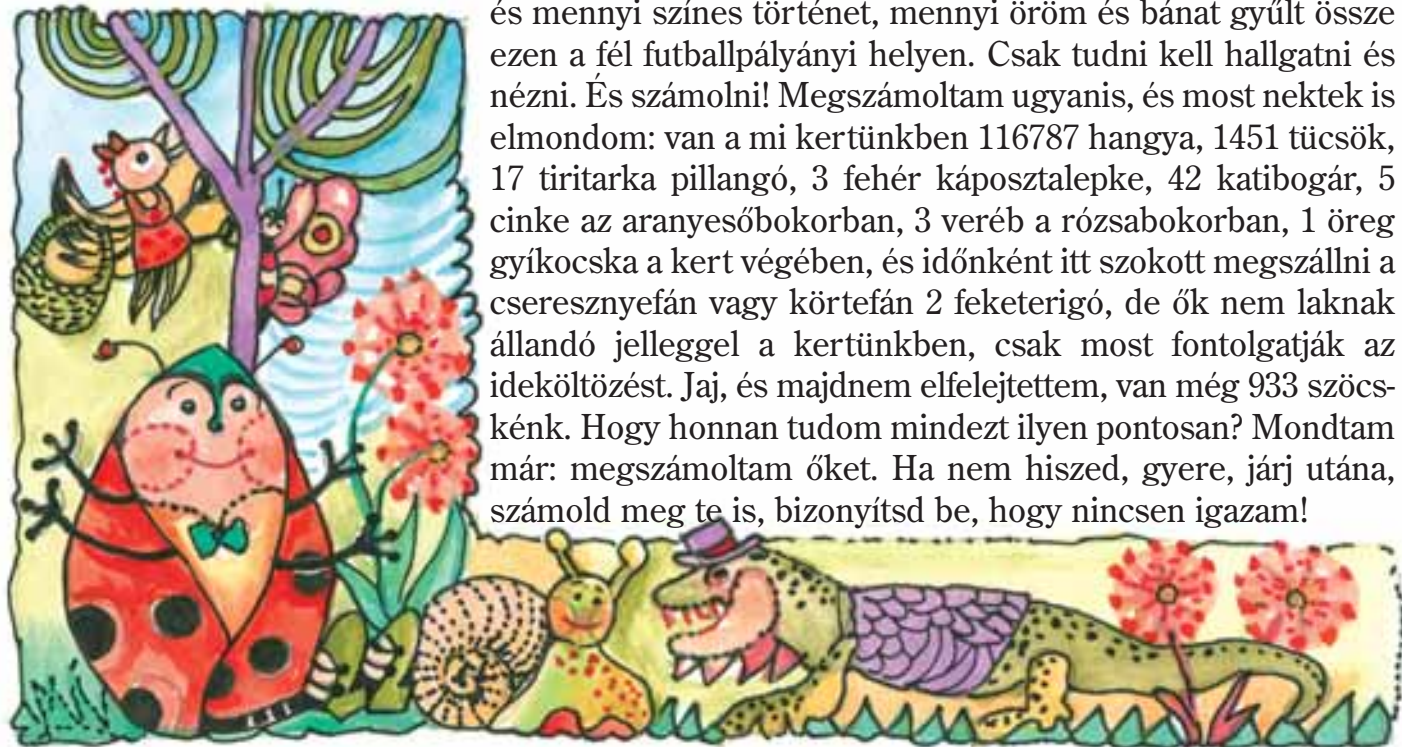 és mennyi színes történet, mennyi öröm és bánat gyűlt össze
ezen a fél futballpályányi helyen. Csak tudni kell hallgatni és
nézni. És számolni! Megszámoltam ugyanis, és most nektek is
elmondom: van a mi kertünkben 116787 hangya, 1451 tücsök,
17 tiritarka pillangó, 3 fehér káposztalepke, 42 katibogár, 5
cinke az aranyesőbokorban, 3 veréb a rózsabokorban, 1 öreg
gyíkocska a kert végében, és időnként itt szokott megszállni a
cseresznyefán vagy körtefán 2 feketerigó, de ők nem laknak
állandó jelleggel a kertünkben, csak most fontolgatják az
ideköltözést. Jaj, és majdnem elfelejtettem, van még 933 szöcs-
kénk. Hogy honnan tudom mindezt ilyen pontosan? Mondtam
már: megszámoltam őket. Ha nem hiszed, gyere, járj utána,
számold meg te is, bizonyítsd be, hogy nincsen igazam!